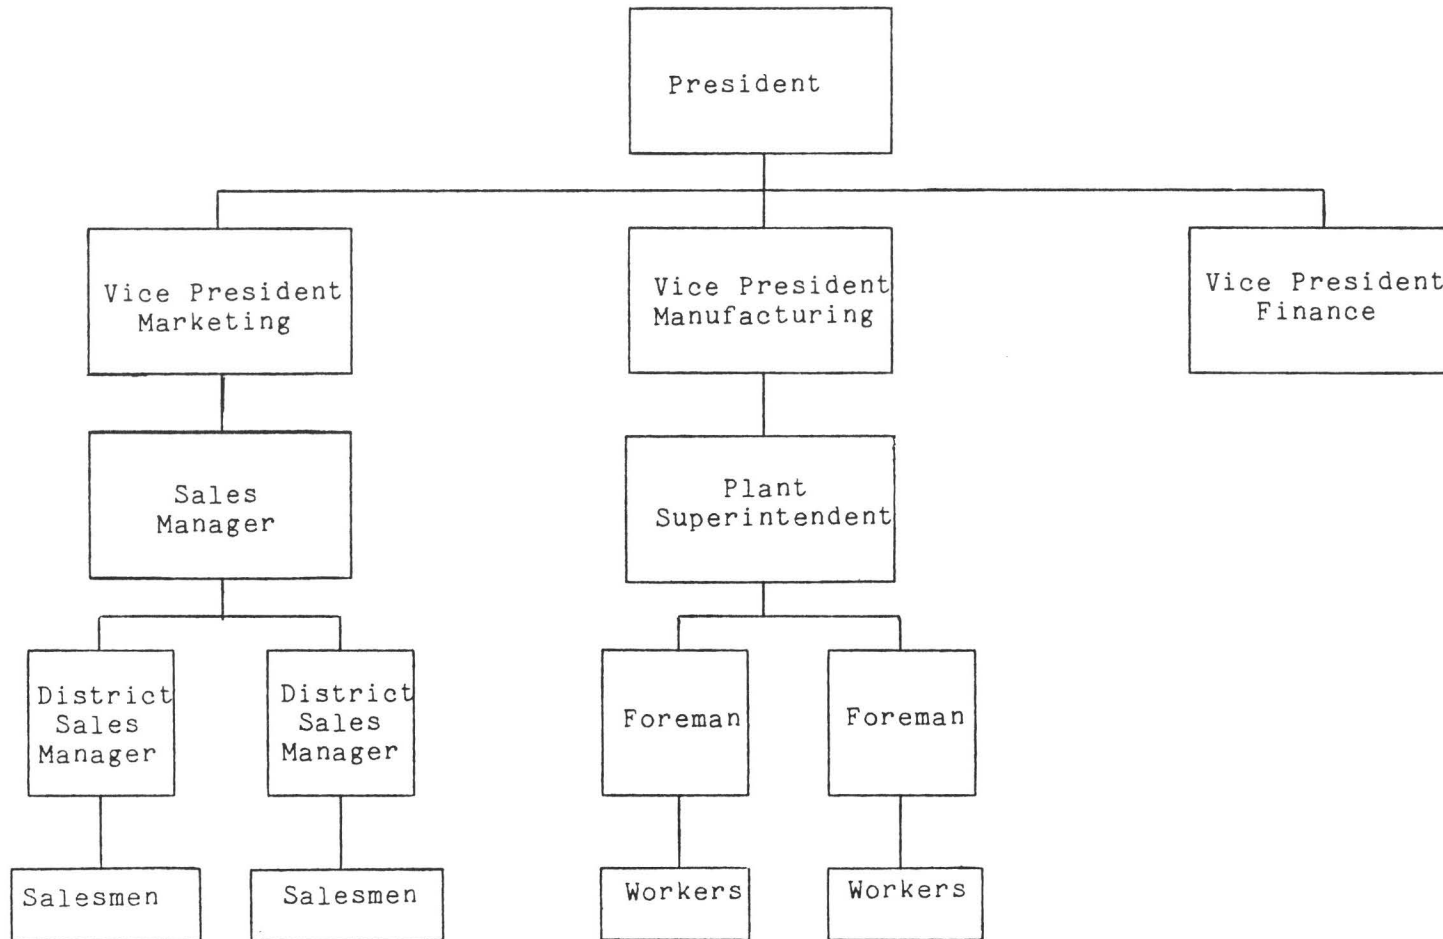 President
Vice President
Marketing
Vice President
Manufacturing
Vice President
Finance
Sales
Manager
Plant
Superintendent
District
Sales
Manager
District
Sales
Manager
Foreman
Foreman
Salesmen
Salesmen
Workers
Workers